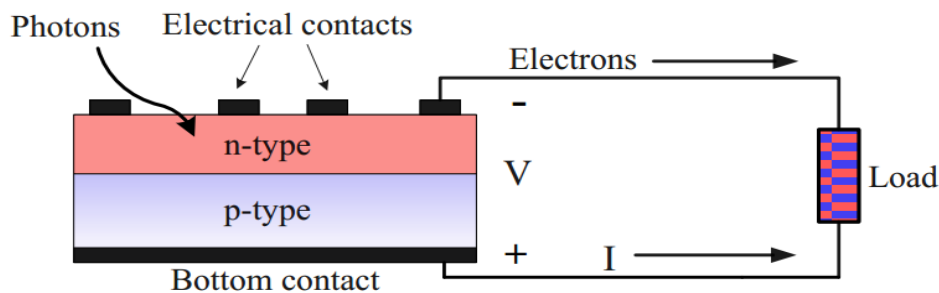 Photons
Electrical contacts
Electrons
-
n-type
V
Load
p-type
+
I
Bottom contact